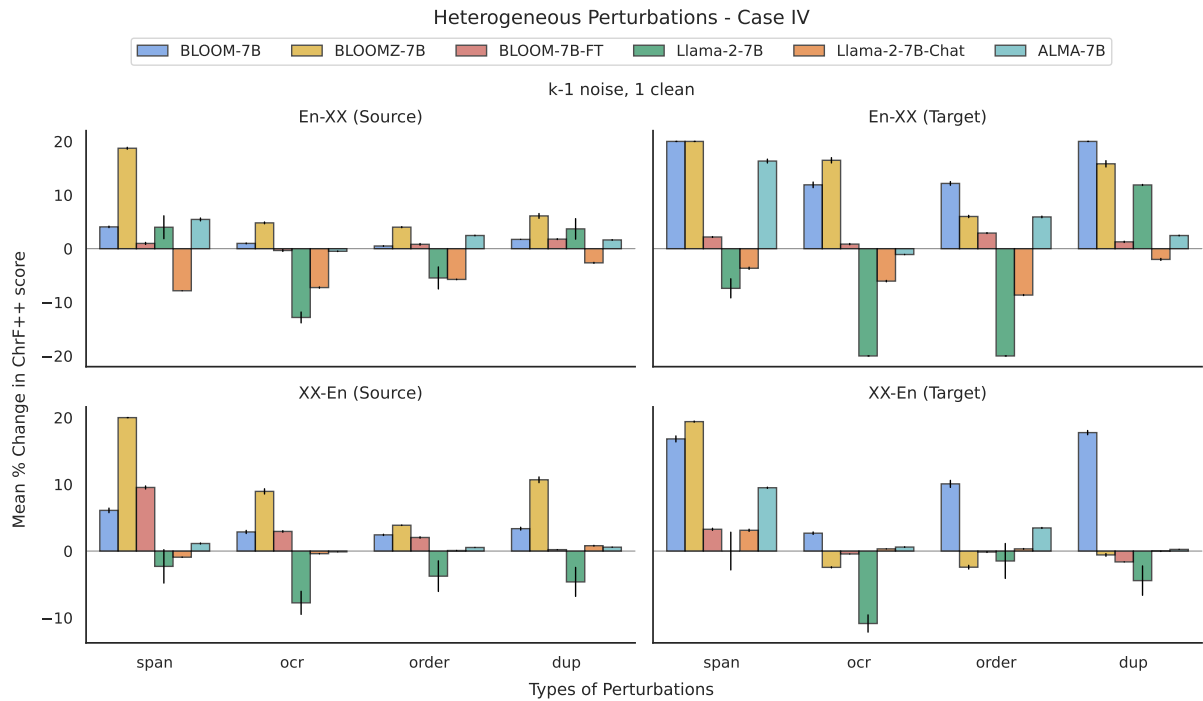 Heterogeneous Perturbations - Case IV
BLOOM-7B BLOOMZ-7B BLOOM-7B-FT Llama-2-7B Llama-2-7B-Chat ALMA-7B
k-1 noise, 1 clean
En-XX (Source) En-XX (Target)
20
10
0
−10
−20
XX-En (Source) XX-En (Target)
20
10
0
−10
Mean % Change in ChrF++ score
span ocr order dup span ocr order dup
Types of Perturbations